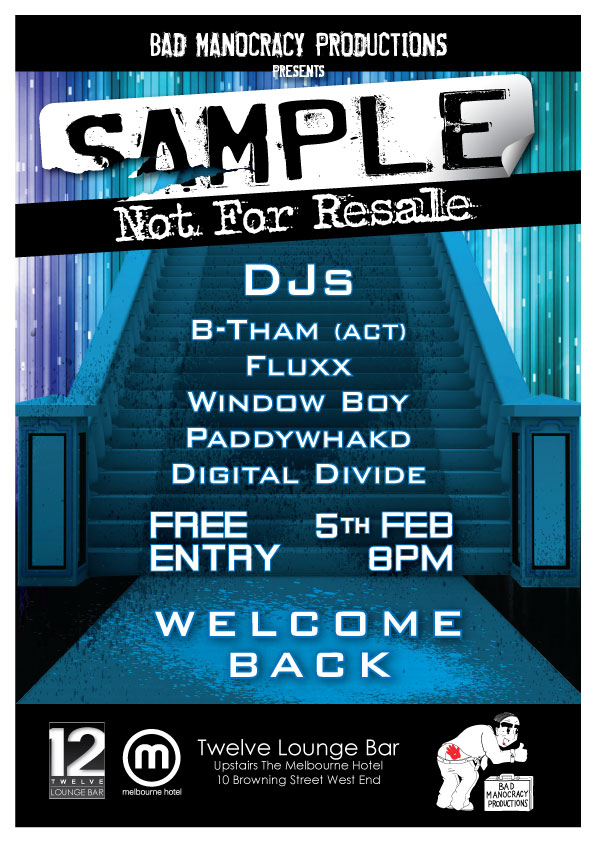 BAD MANOCRACY PRODUCTIONS
PRESENTS
SAMPLE
Not For Resale
DJs
B-Tham (ACT)
Fluxx
Window Boy
Paddywhakd
Digital Divide
FREE ENTRY
5TH FEB 8PM
WELCOME
BACK
12
TWELVE
LOUNGE BAR
m
melbourne hotel
Twelve Lounge Bar
Upstairs The Melbourne Hotel
10 Browning Street West End
BAD
MANOCRACY
PRODUCTIONS